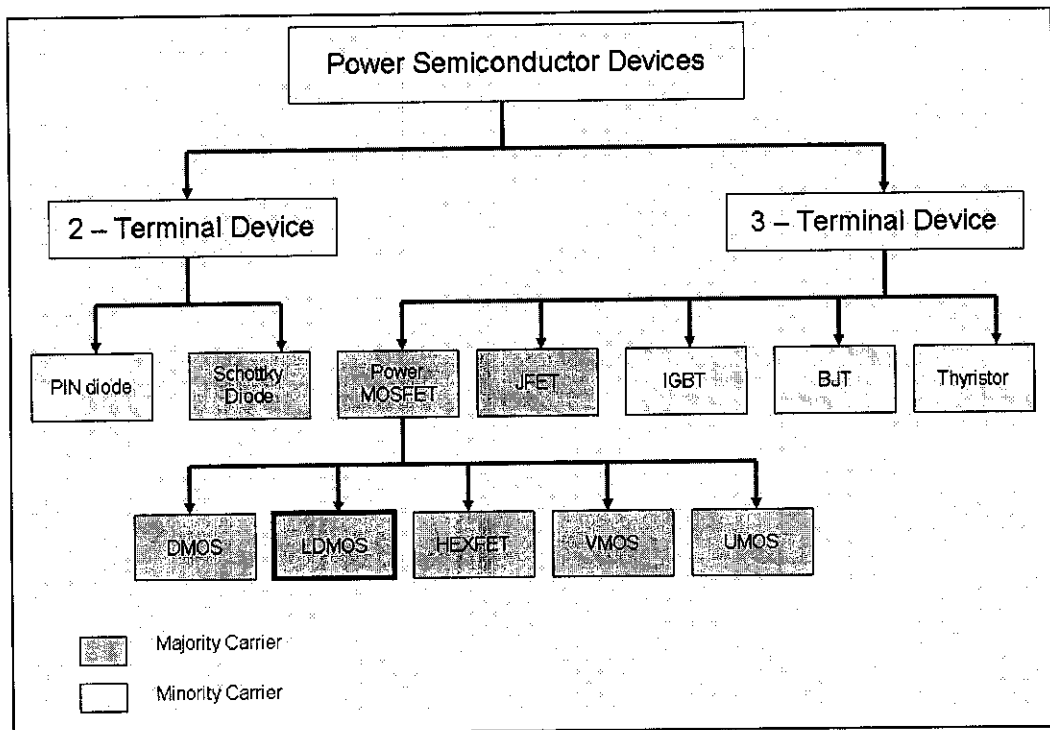 Power Semiconductor Devices
2 – Terminal Device
3 – Terminal Device
PIN diode
Schottky
Diode
Power
MOSFET
JFET
IGBT
BJT
Thyristor
DMOS
LDMOS
HEXFET
VMOS
UMOS
Majority Carrier
Minority Carrier